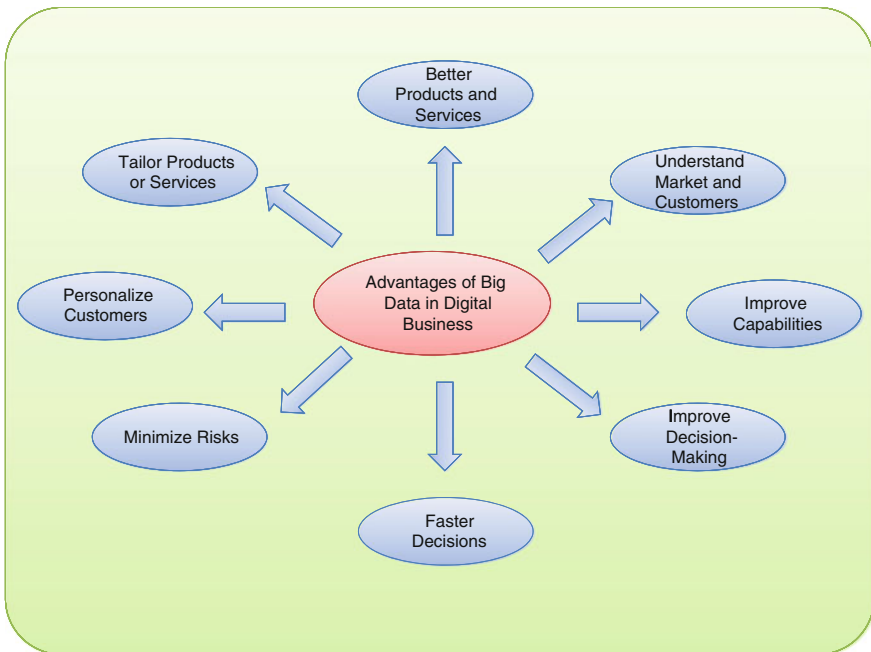 Better
Products and
Services
Tailor Products
or Services
Understand
Market and
Customers
Advantages of Big
Data in Digital
Business
Personalize
Customers
Improve
Capabilities
Minimize Risks
Improve
Decision-
Making
Faster
Decisions